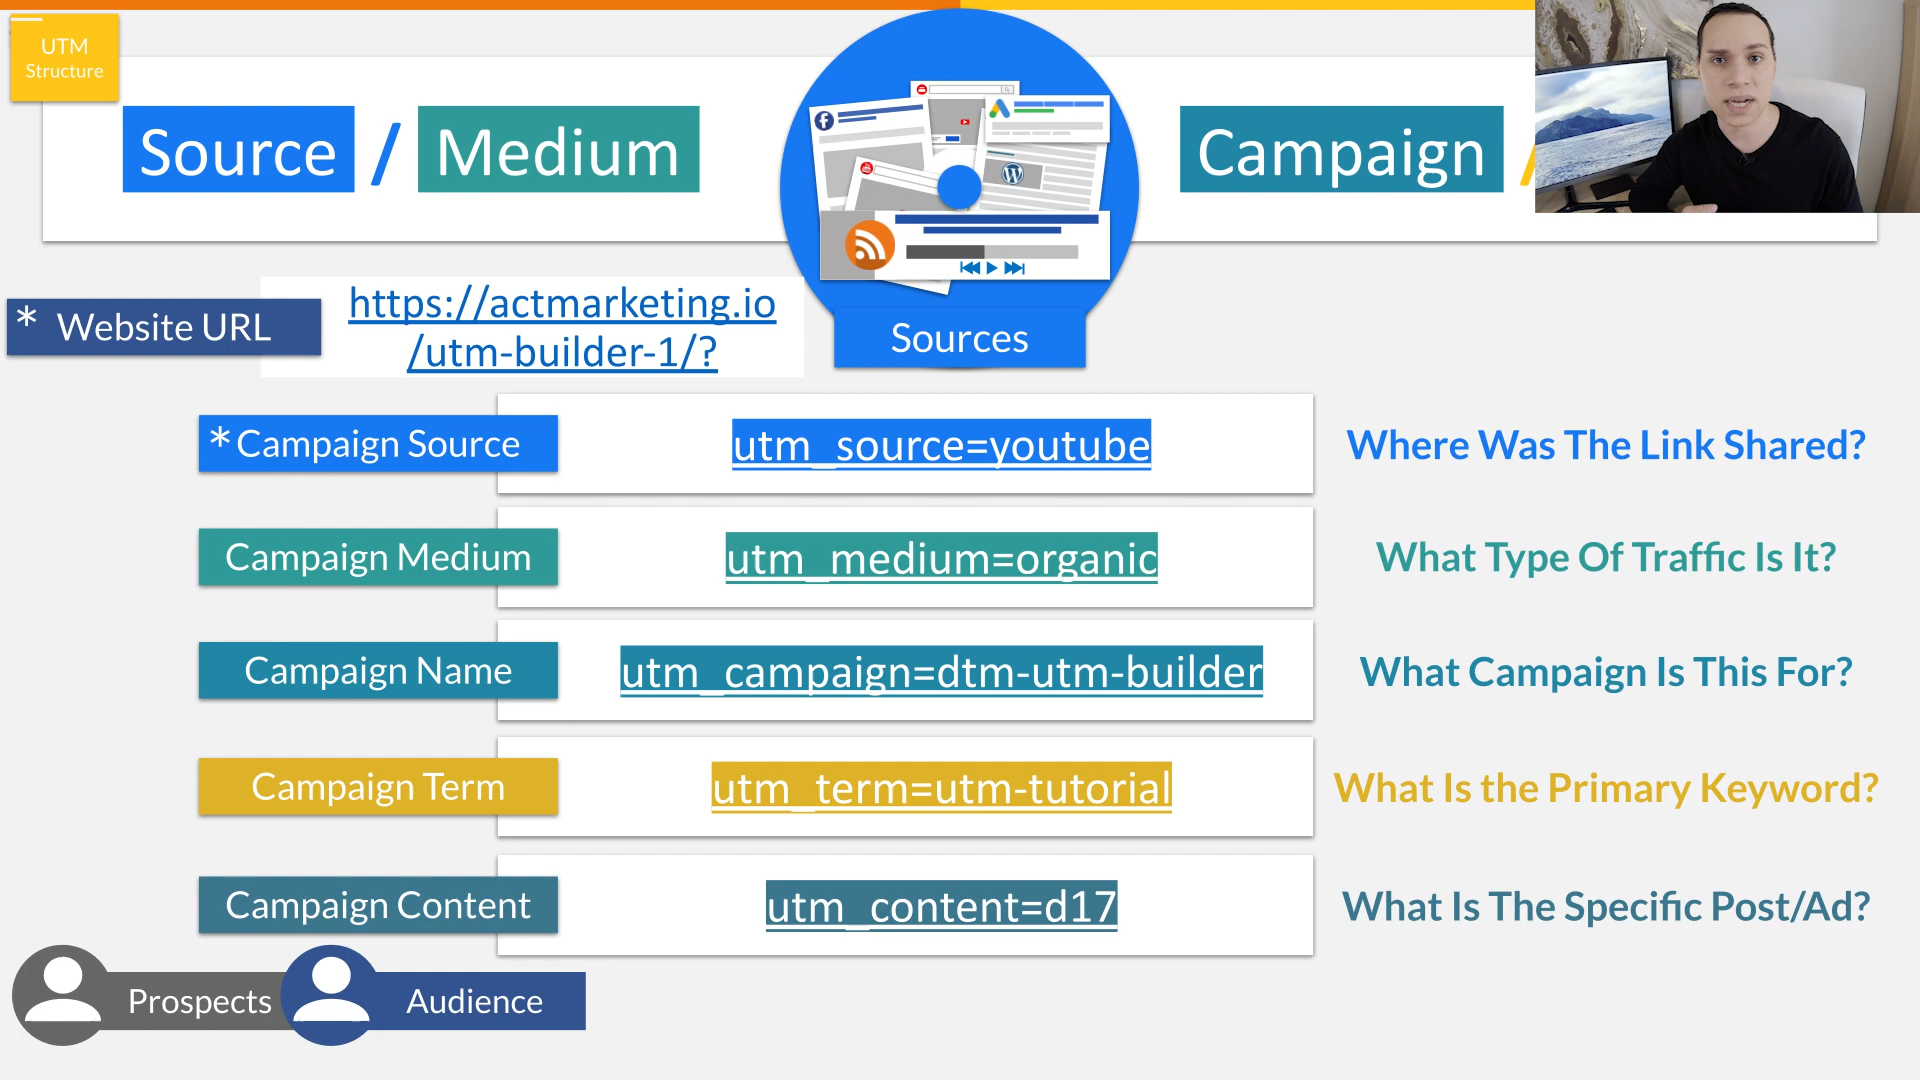 UTM
Structure
Source / Medium
Campaign /
* Website URL
https://actmarketing.io
/utm-builder-1/?
Sources
*Campaign Source
utm_source=youtube
Where Was The Link Shared?
Campaign Medium
utm_medium=organic
What Type Of Traffic Is It?
Campaign Name
utm_campaign=dtm-utm-builder
What Campaign Is This For?
Campaign Term
utm_term=utm-tutorial
What Is the Primary Keyword?
Campaign Content
utm_content=d17
What Is The Specific Post/Ad?
Prospects
Audience